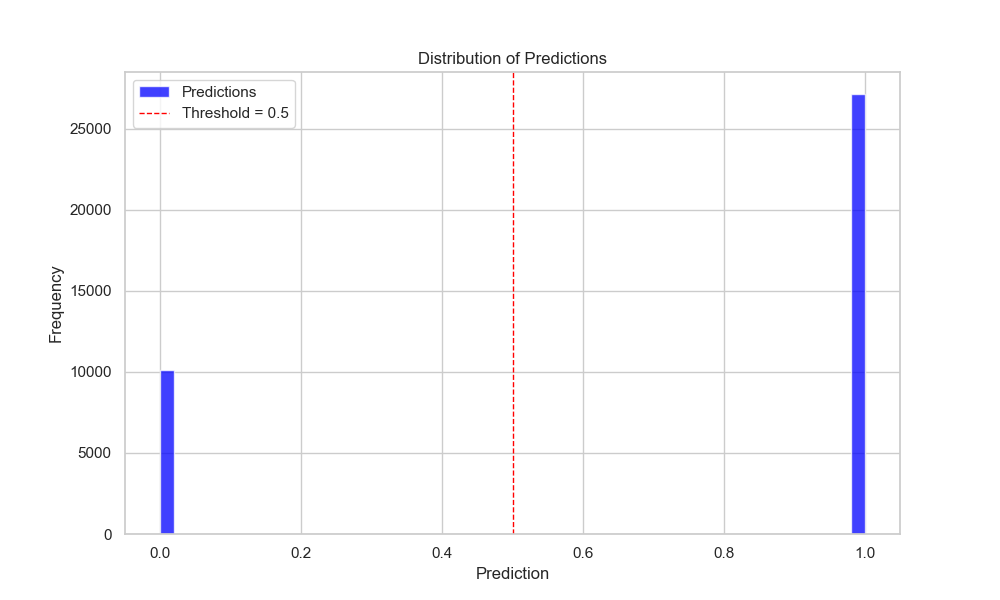 Distribution of Predictions
Predictions
Threshold = 0.5
Frequency
25000
20000
15000
10000
5000
0
0.0 0.2 0.4 0.6 0.8 1.0
Prediction